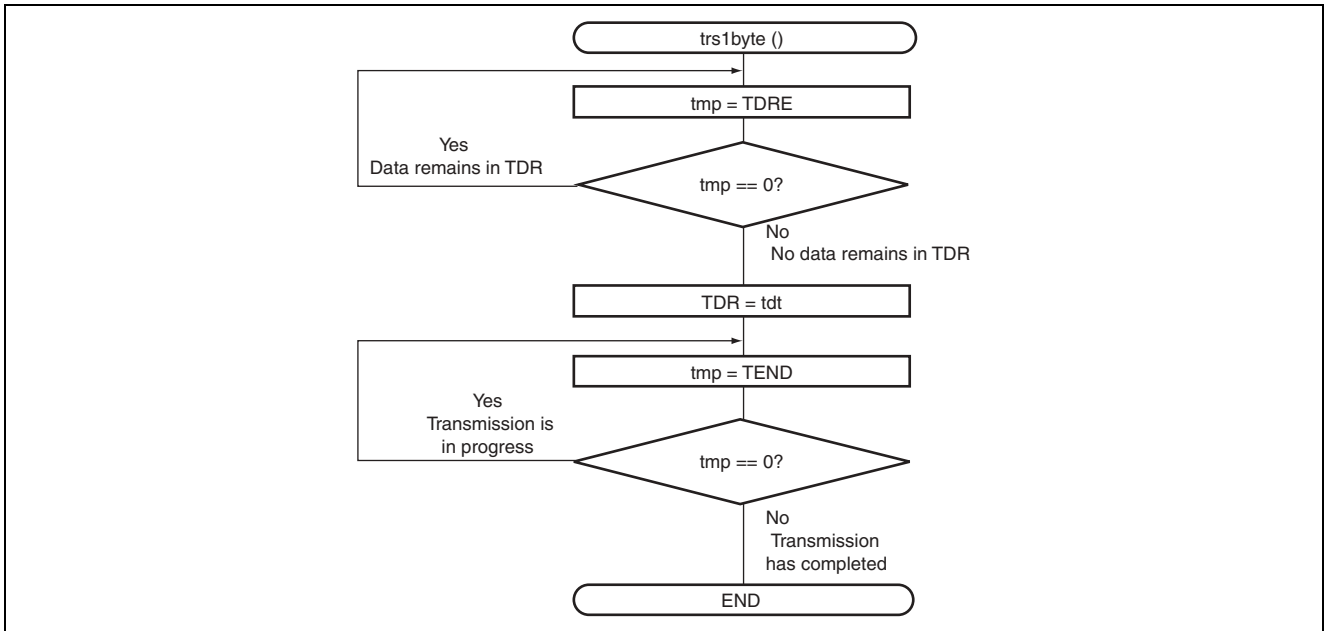 trs1byte ()
tmp = TDRE
Yes
Data remains in TDR
tmp == 0?
No
No data remains in TDR
TDR = tdt
tmp = TEND
Yes
Transmission is
in progress
tmp == 0?
No
Transmission
has completed
END